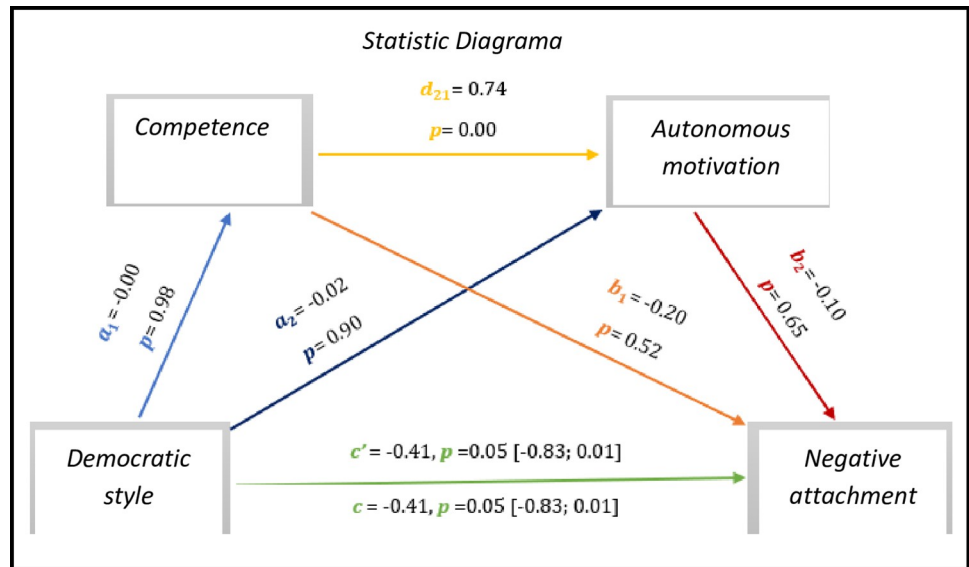 Statistic Diagrama
d21= 0.74
p= 0.00
Competence
Autonomous
motivation
a1= -0.00
p= 0.98
a2= -0.02
p= 0.90
b1 = -0.20
p= 0.52
b2= -0.10
p= 0.65
Democratic
style
c’= -0.41, p =0.05 [-0.83; 0.01]
c = -0.41, p =0.05 [-0.83; 0.01]
Negative
attachment